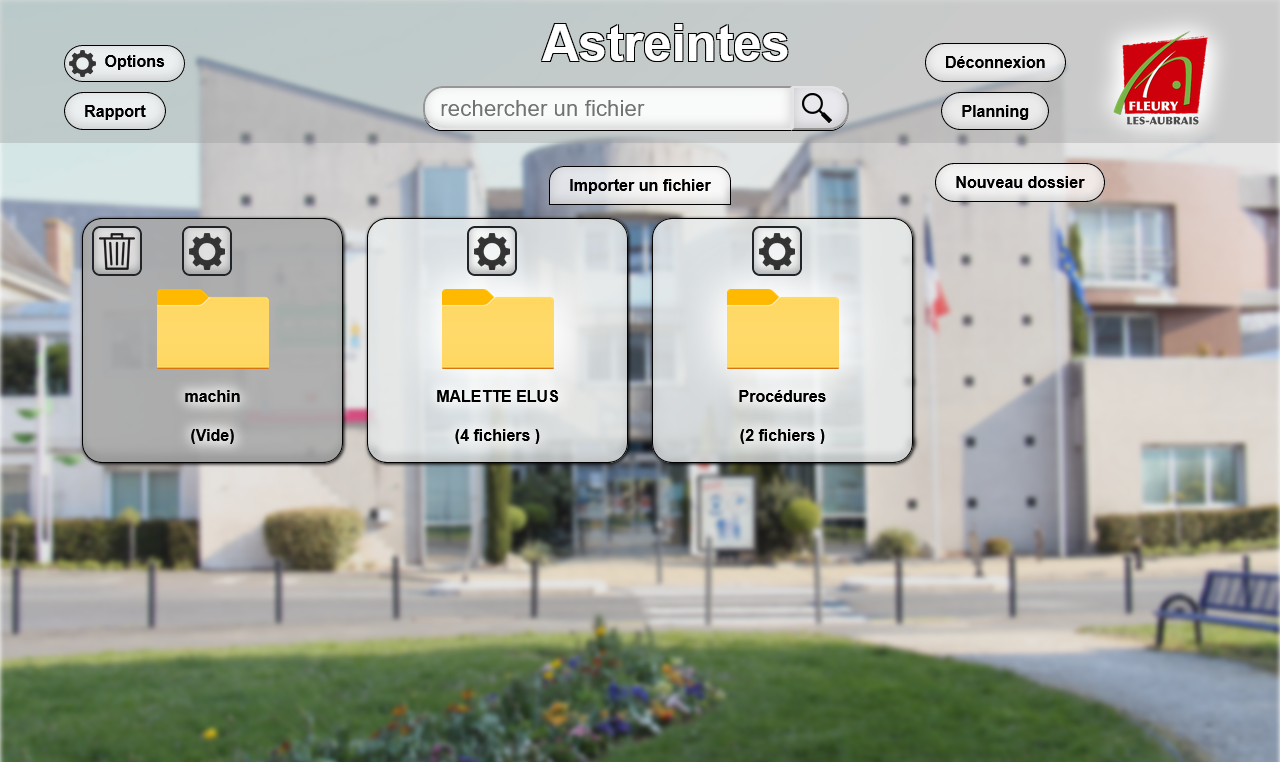 Astreintes
Options
Déconnexion
Rapport
rechercher un fichier
Planning
FLEURY
LES-AUBRAIS
Importer un fichier
Nouveau dossier
machin
(Vide)
MALETTE ELUS
(4 fichiers )
Procédures
(2 fichiers )